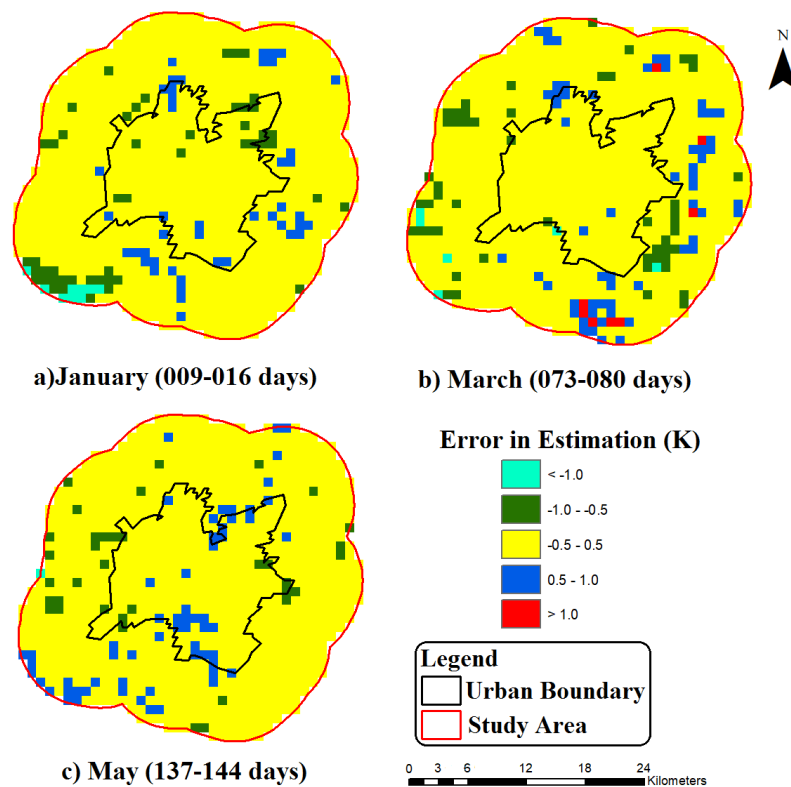 N
a)January (009-016 days)
b) March (073-080 days)
Error in Estimation (K)
< -1.0
-1.0 - -0.5
-0.5 - 0.5
0.5 - 1.0
> 1.0
Legend
Urban Boundary
Study Area
c) May (137-144 days)
0 3 6 12 18 24
Kilometers